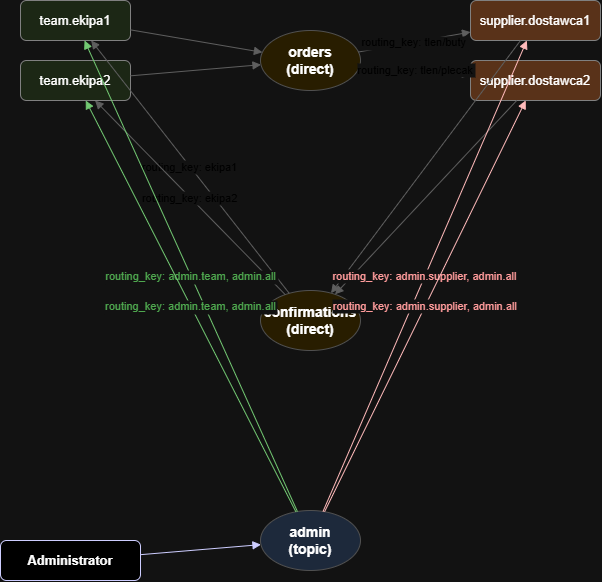 team.ekipa1
orders
(direct)
routing_key: tlen/buty
supplier.dostawca1
team.ekipa2
routing_key: tlen/plecak
supplier.dostawca2
routing_key: ekipa1
routing_key: ekipa2
routing_key: admin.team, admin.all
routing_key: admin.supplier, admin.all
routing_key: admin.team, admin.all
routing_key: admin.supplier, admin.all
confirmations
(direct)
admin
(topic)
Administrator